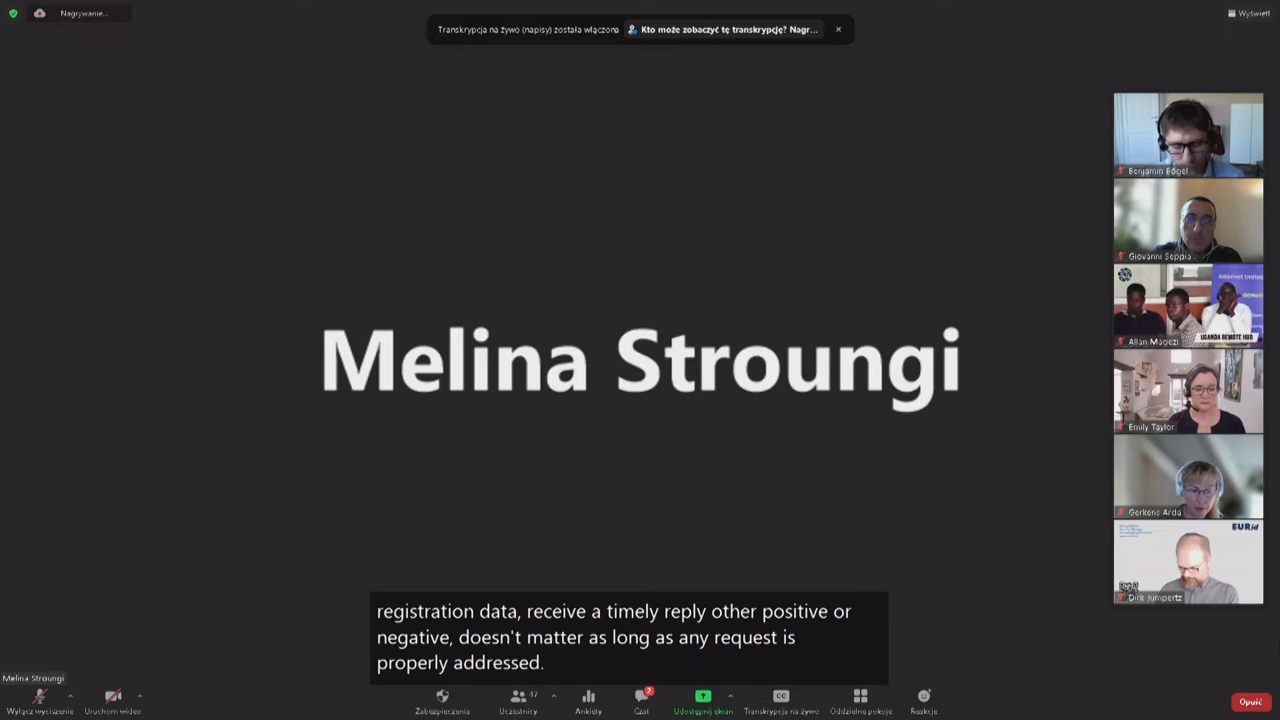 Nagrywanie...
Transkrypcja na żywo (napisy) została włączona
Kto może zobaczyć tę transkrypcję? Nagr...
Wyświetl
Benjamin Bögel
Giovanni Seppia
Allan Magezi
UGANDA REMOTE HUB
Emily Taylor
Gerkens Arda
EURid
Dirk Jumpertz
Melina Stroungi
registration data, receive a timely reply other positive or
negative, doesn't matter as long as any request is
properly addressed.
Melina Stroungi
Wyłącz wyciszenie
Uruchom wideo
Zabezpieczenia
47
Uczestnicy
Ankiety
Czat
Udostępnij ekran
CC
Transkrypcja na żywo
Oddzielne pokoje
Reakcje
Opuść